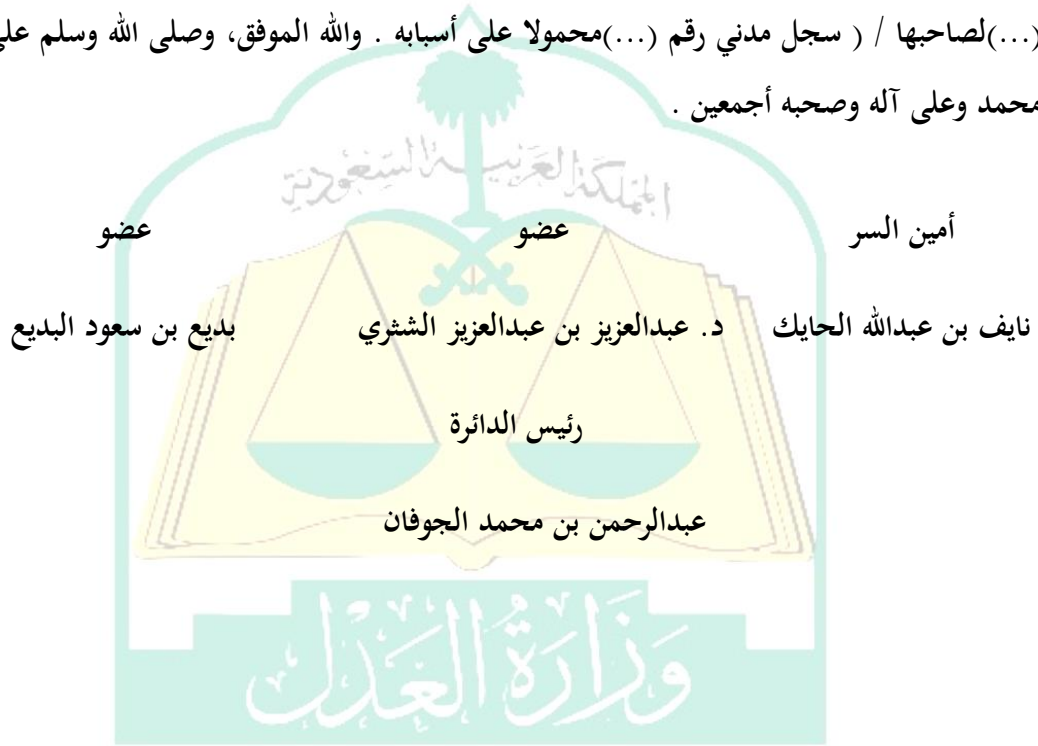 (...)لصاحبها / ( سجل مدني رقم (...)محمولا على أسبابه . والله الموفق، وصلى الله وسلم على
محمد وعلى آله وصحبه أجمعين .
المملكة العربية السعودية
أمين السر عضو عضو
نايف بن عبدالله الحايك د. عبدالعزيز بن عبدالعزيز الشثري بديع بن سعود البديع
رئيس الدائرة
عبدالرحمن بن محمد الجوفان
وزارة العدل